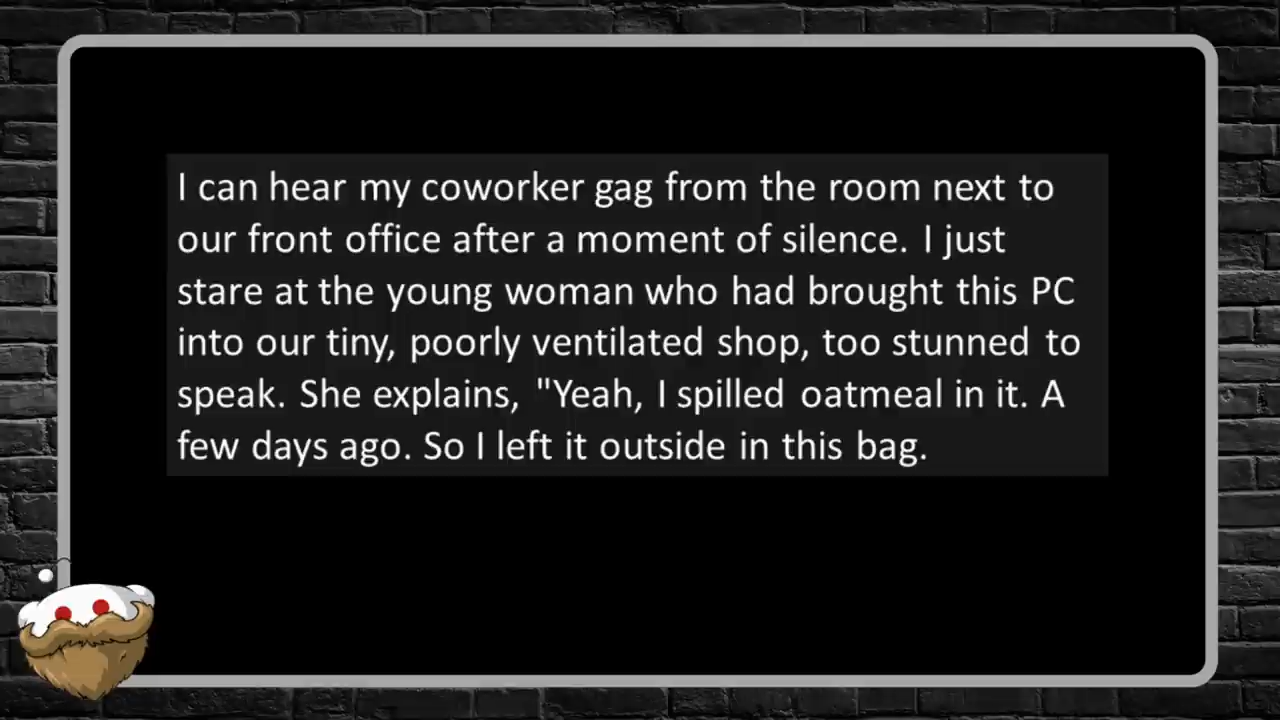 I can hear my coworker gag from the room next to
our front office after a moment of silence. I just
stare at the young woman who had brought this PC
into our tiny, poorly ventilated shop, too stunned to
speak. She explains, "Yeah, I spilled oatmeal in it. A
few days ago. So I left it outside in this bag.